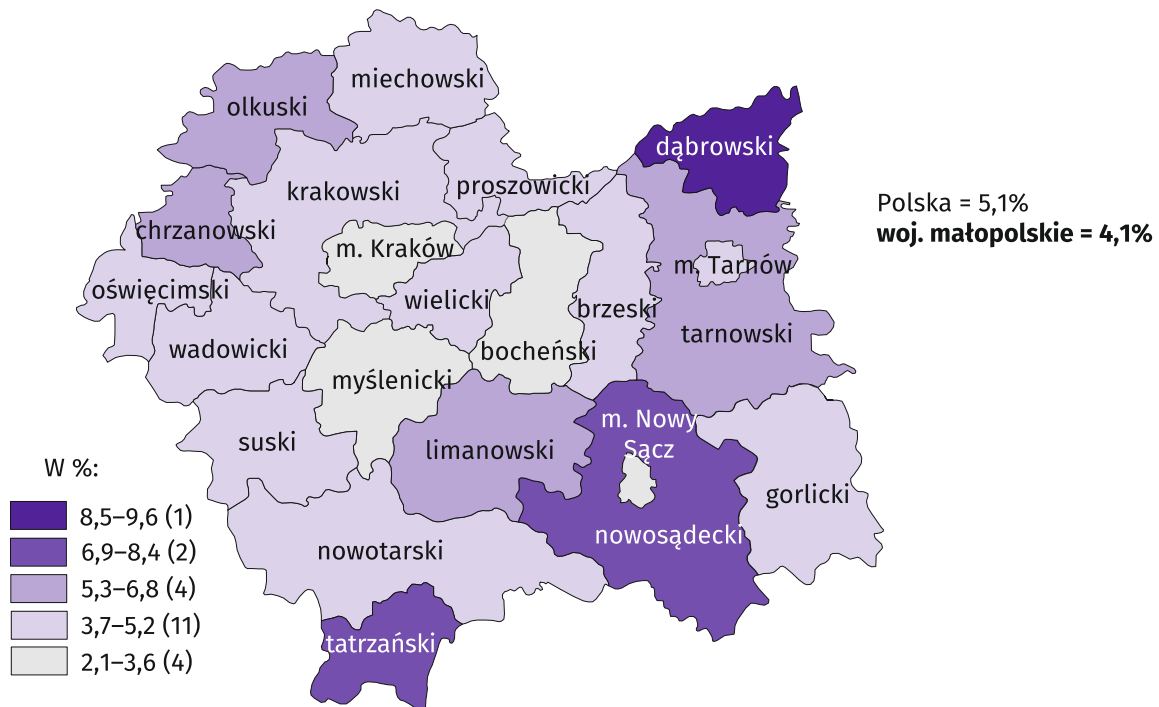 miechowski
olkuski
dąbrowski
krakowski
proszowicki
Polska = 5,1%
woj. małopolskie = 4,1%
chrzanowski
m. Kraków
m. Tarnów
oświęcimski
wielicki
brzeski
tarnowski
wadowicki
bocheński
myślenicki
m. Nowy
Sącz
suski
limanowski
gorlicki
nowosądecki
nowotarski
tatrzański
W %:
8,5–9,6 (1)
6,9–8,4 (2)
5,3–6,8 (4)
3,7–5,2 (11)
2,1–3,6 (4)